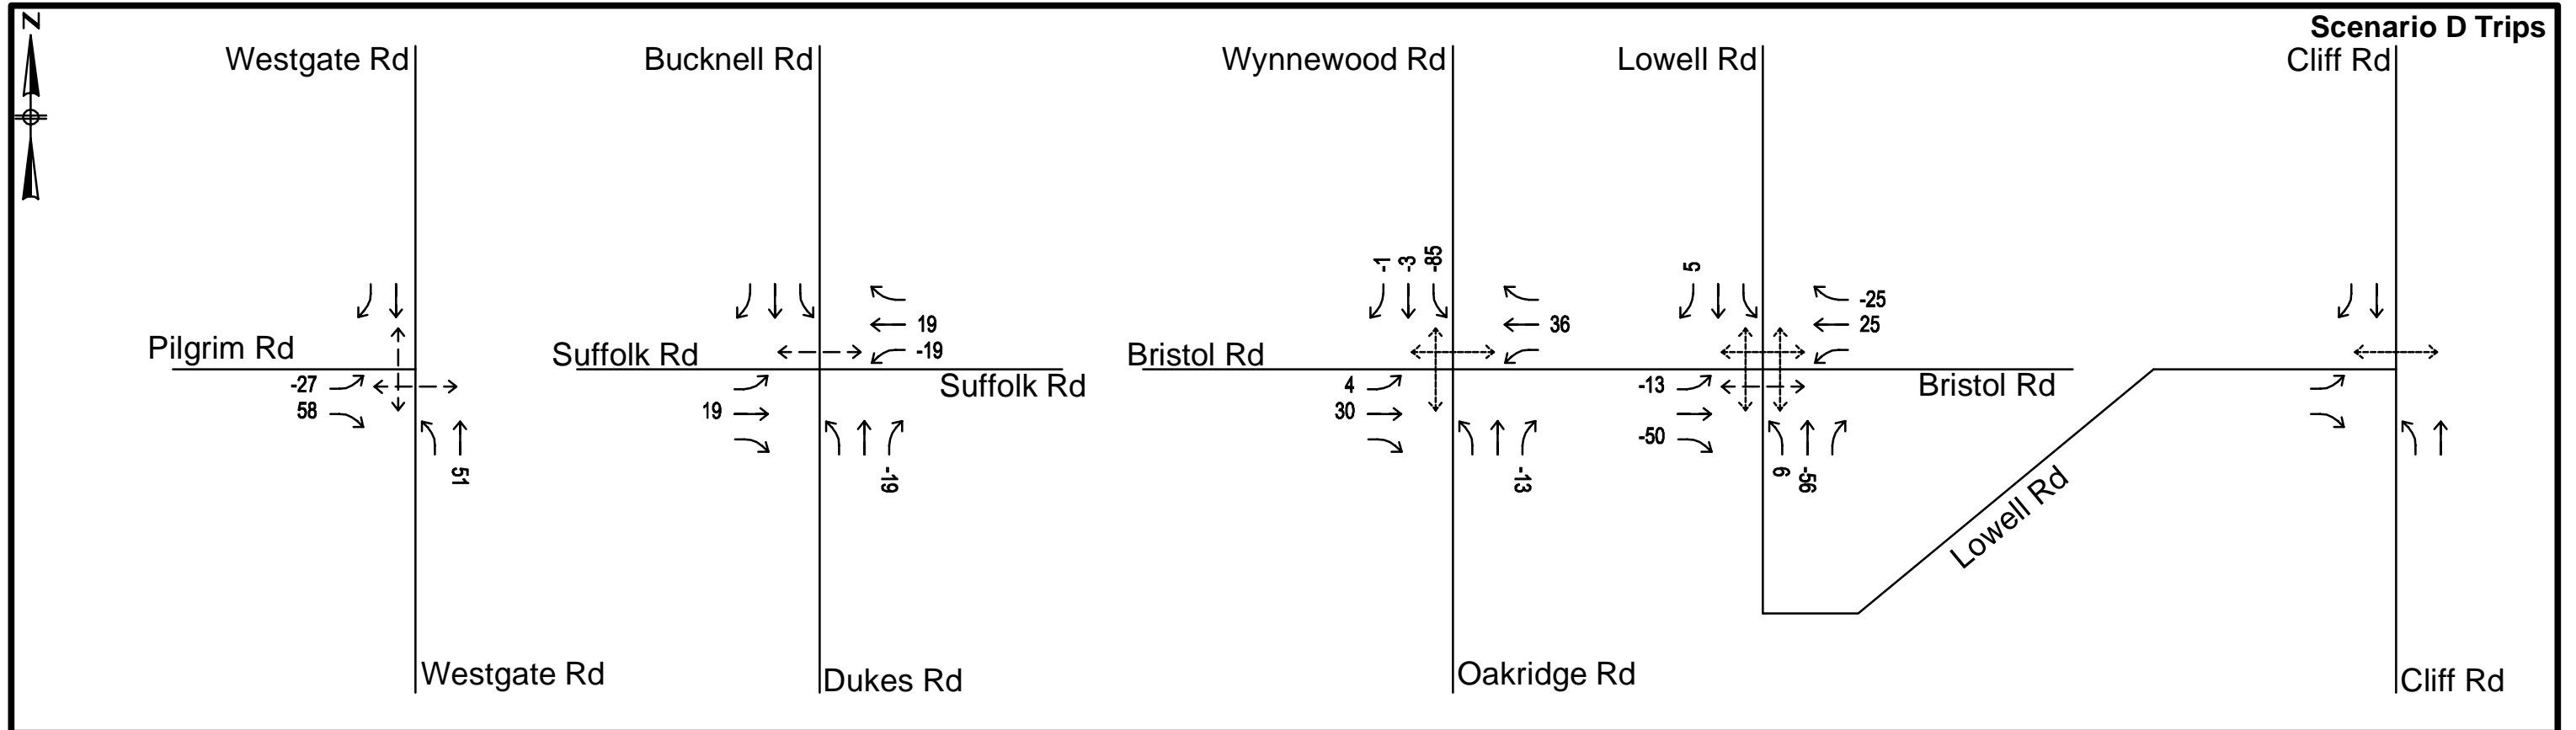 Scenario D Trips
N
Westgate Rd
Bucknell Rd
Wynnewood Rd
Lowell Rd
Cliff Rd
-1
-3
-85
5
19
-19
36
-25
25
Pilgrim Rd
Suffolk Rd
Suffolk Rd
Bristol Rd
Bristol Rd
-27
58
19
4
30
-13
-50
51
-19
-13
6
-56
Lowell Rd
Westgate Rd
Dukes Rd
Oakridge Rd
Cliff Rd